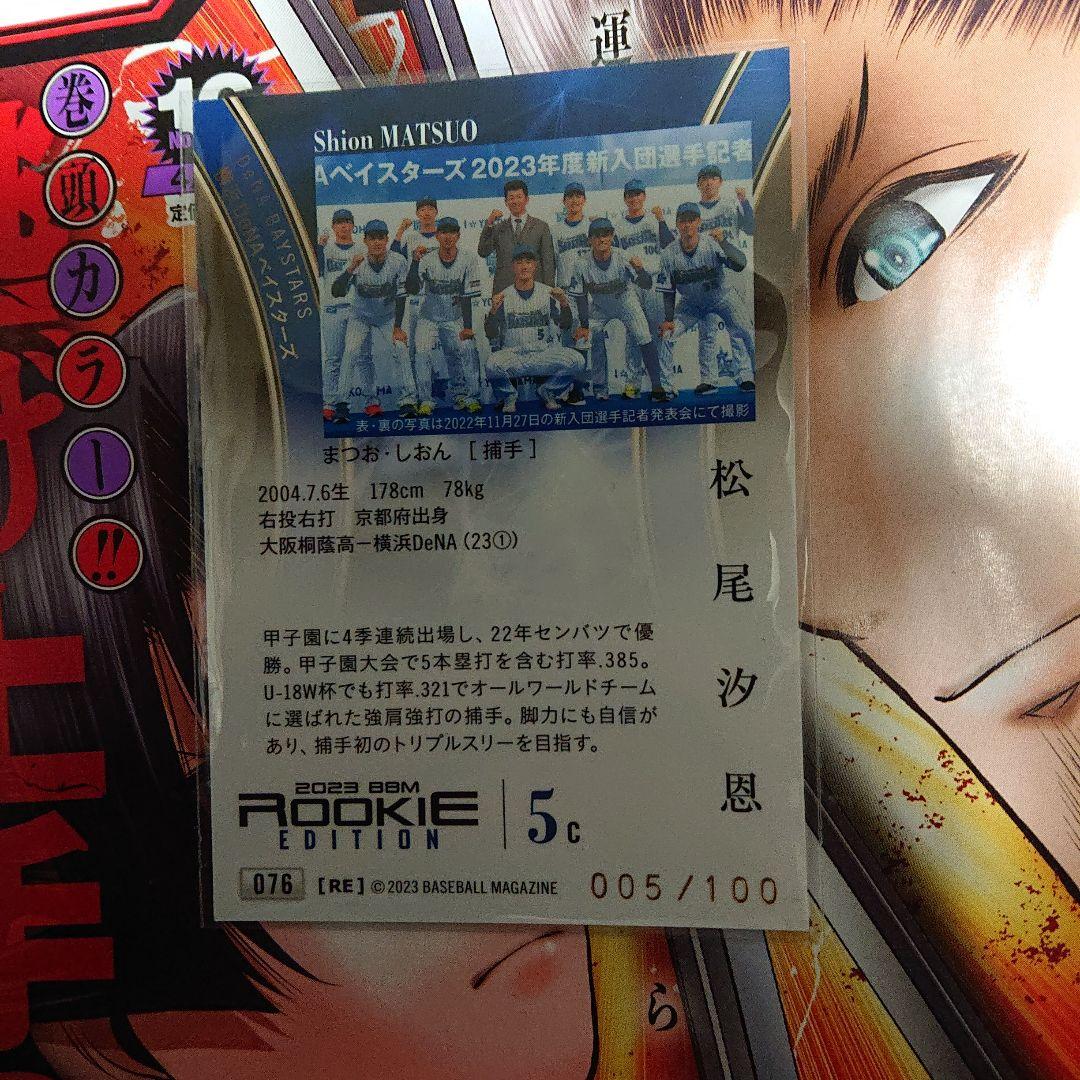 運
巻頭カラー!!
No
定価
Shion MATSUO
Aベイスターズ2023年度新入団選手記者
DeNA BAYSTARS
横浜DeNAベイスターズ
表・裏の写真は2022年11月27日の新入団選手記者発表会にて撮影
まつお・しおん [ 捕手 ]
2004.7.6生 178cm 78kg
右投右打 京都府出身
大阪桐蔭高ー横浜DeNA(23①)
松尾汐恩
甲子園に4季連続出場し、22年センバツで優
勝。甲子園大会で5本塁打を含む打率.385。
U-18W杯でも打率.321でオールワールドチーム
に選ばれた強肩強打の捕手。脚力にも自信が
あり、捕手初のトリプルスリーを目指す。
2023 BBM
ROOKIE
EDITION
5 C
076 [RE] ©2023 BASEBALL MAGAZINE 005/100
ら